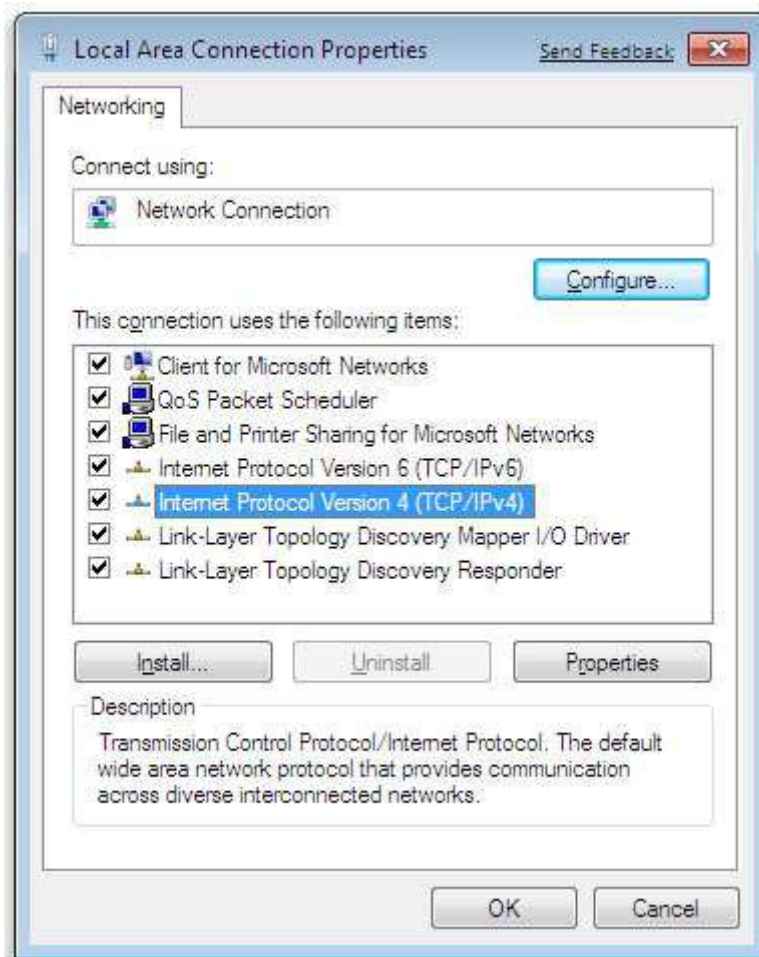 Local Area Connection Properties Send Feedback
Networking
Connect using:
Network Connection
Configure...
This connection uses the following items:
Client for Microsoft Networks
QoS Packet Scheduler
File and Printer Sharing for Microsoft Networks
Internet Protocol Version 6 (TCP/IPv6)
Internet Protocol Version 4 (TCP/IPv4)
Link-Layer Topology Discovery Mapper I/O Driver
Link-Layer Topology Discovery Responder
Install... Uninstall Properties
Description
Transmission Control Protocol/Internet Protocol. The default
wide area network protocol that provides communication
across diverse interconnected networks.
OK Cancel